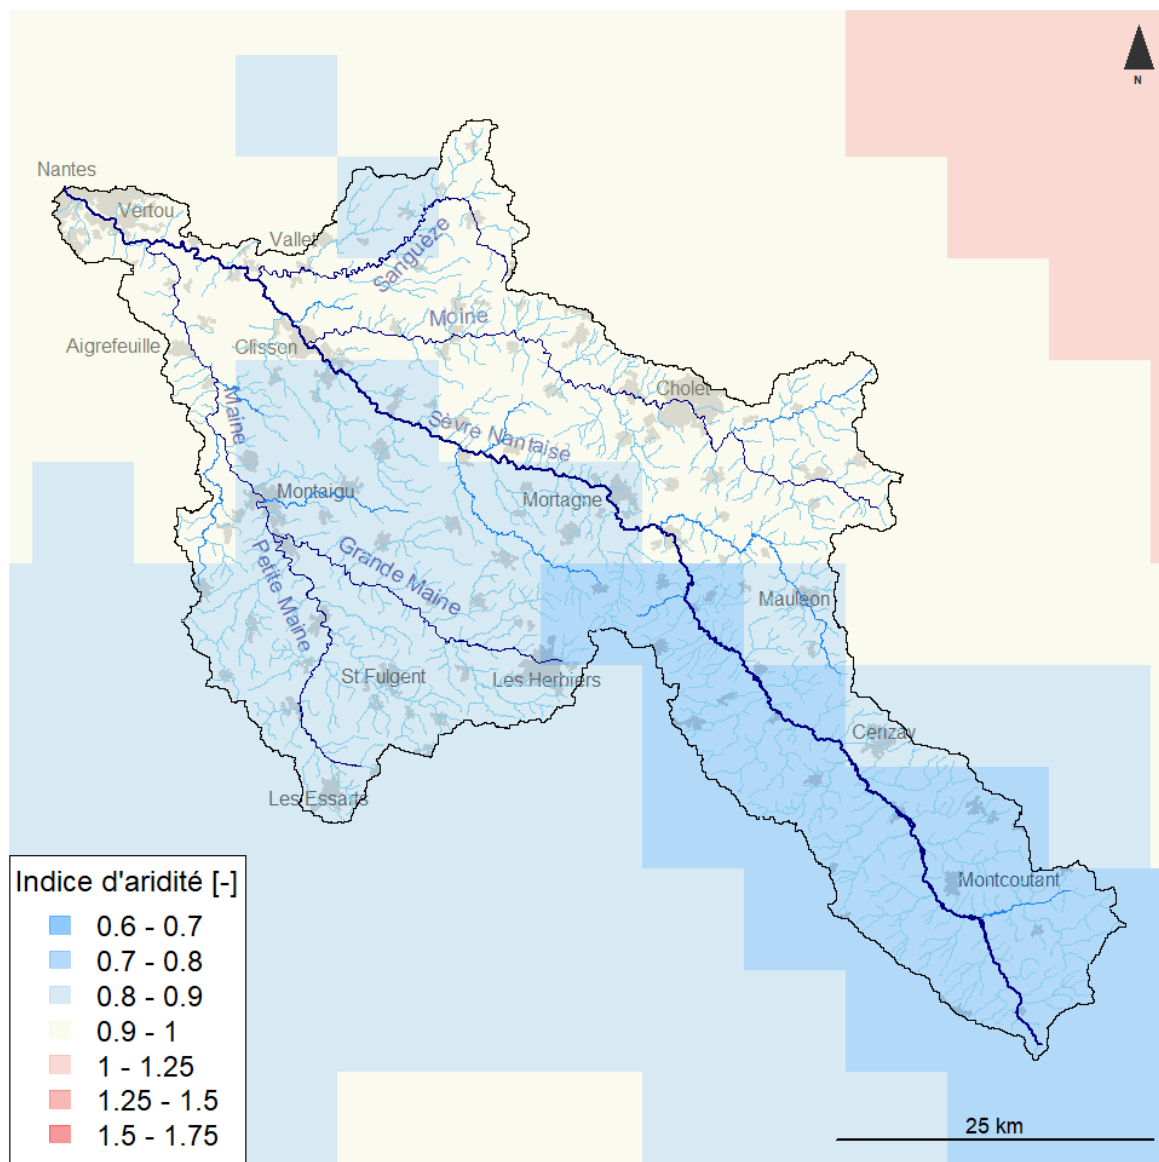 N
Nantes
Vertou
Vallet
Sanguèze
Moine
Aigrefeuille
Clisson
Cholet
Maine
Sèvre Nantaise
Montaigu
Mortagne
Grande Maine
Petite Maine
Mauléon
St Fulgent
Les Herbiers
Cerizay
Les Essarts
Montcoutant
Indice d'aridité [-]
0.6 - 0.7
0.7 - 0.8
0.8 - 0.9
0.9 - 1
1 - 1.25
1.25 - 1.5
1.5 - 1.75
25 km